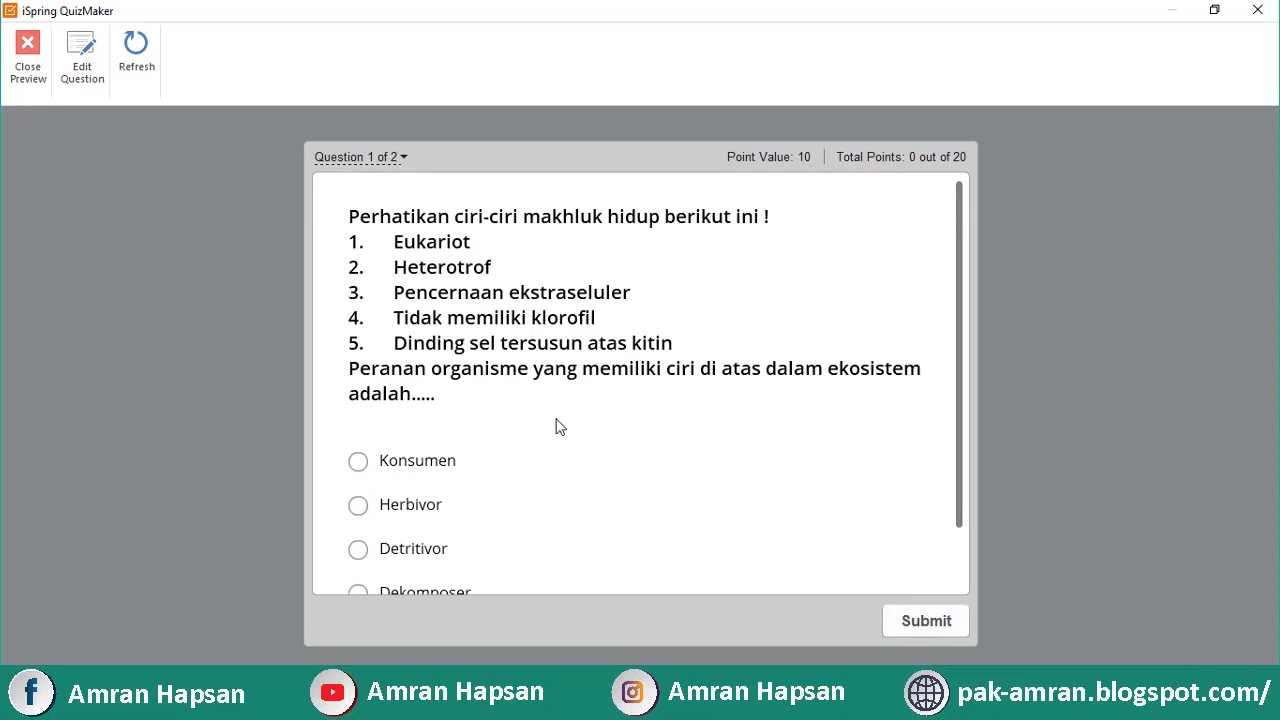 iSpring QuizMaker
Close Preview
Edit Question
Refresh
Question 1 of 2
Point Value: 10
Total Points: 0 out of 20
Perhatikan ciri-ciri makhluk hidup berikut ini !
1. Eukariot
2. Heterotrof
3. Pencernaan ekstraseluler
4. Tidak memiliki klorofil
5. Dinding sel tersusun atas kitin
Peranan organisme yang memiliki ciri di atas dalam ekosistem
adalah.....
Konsumen
Herbivor
Detritivor
Dekomposer
Submit
Amran Hapsan
Amran Hapsan
Amran Hapsan
pak-amran.blogspot.com/